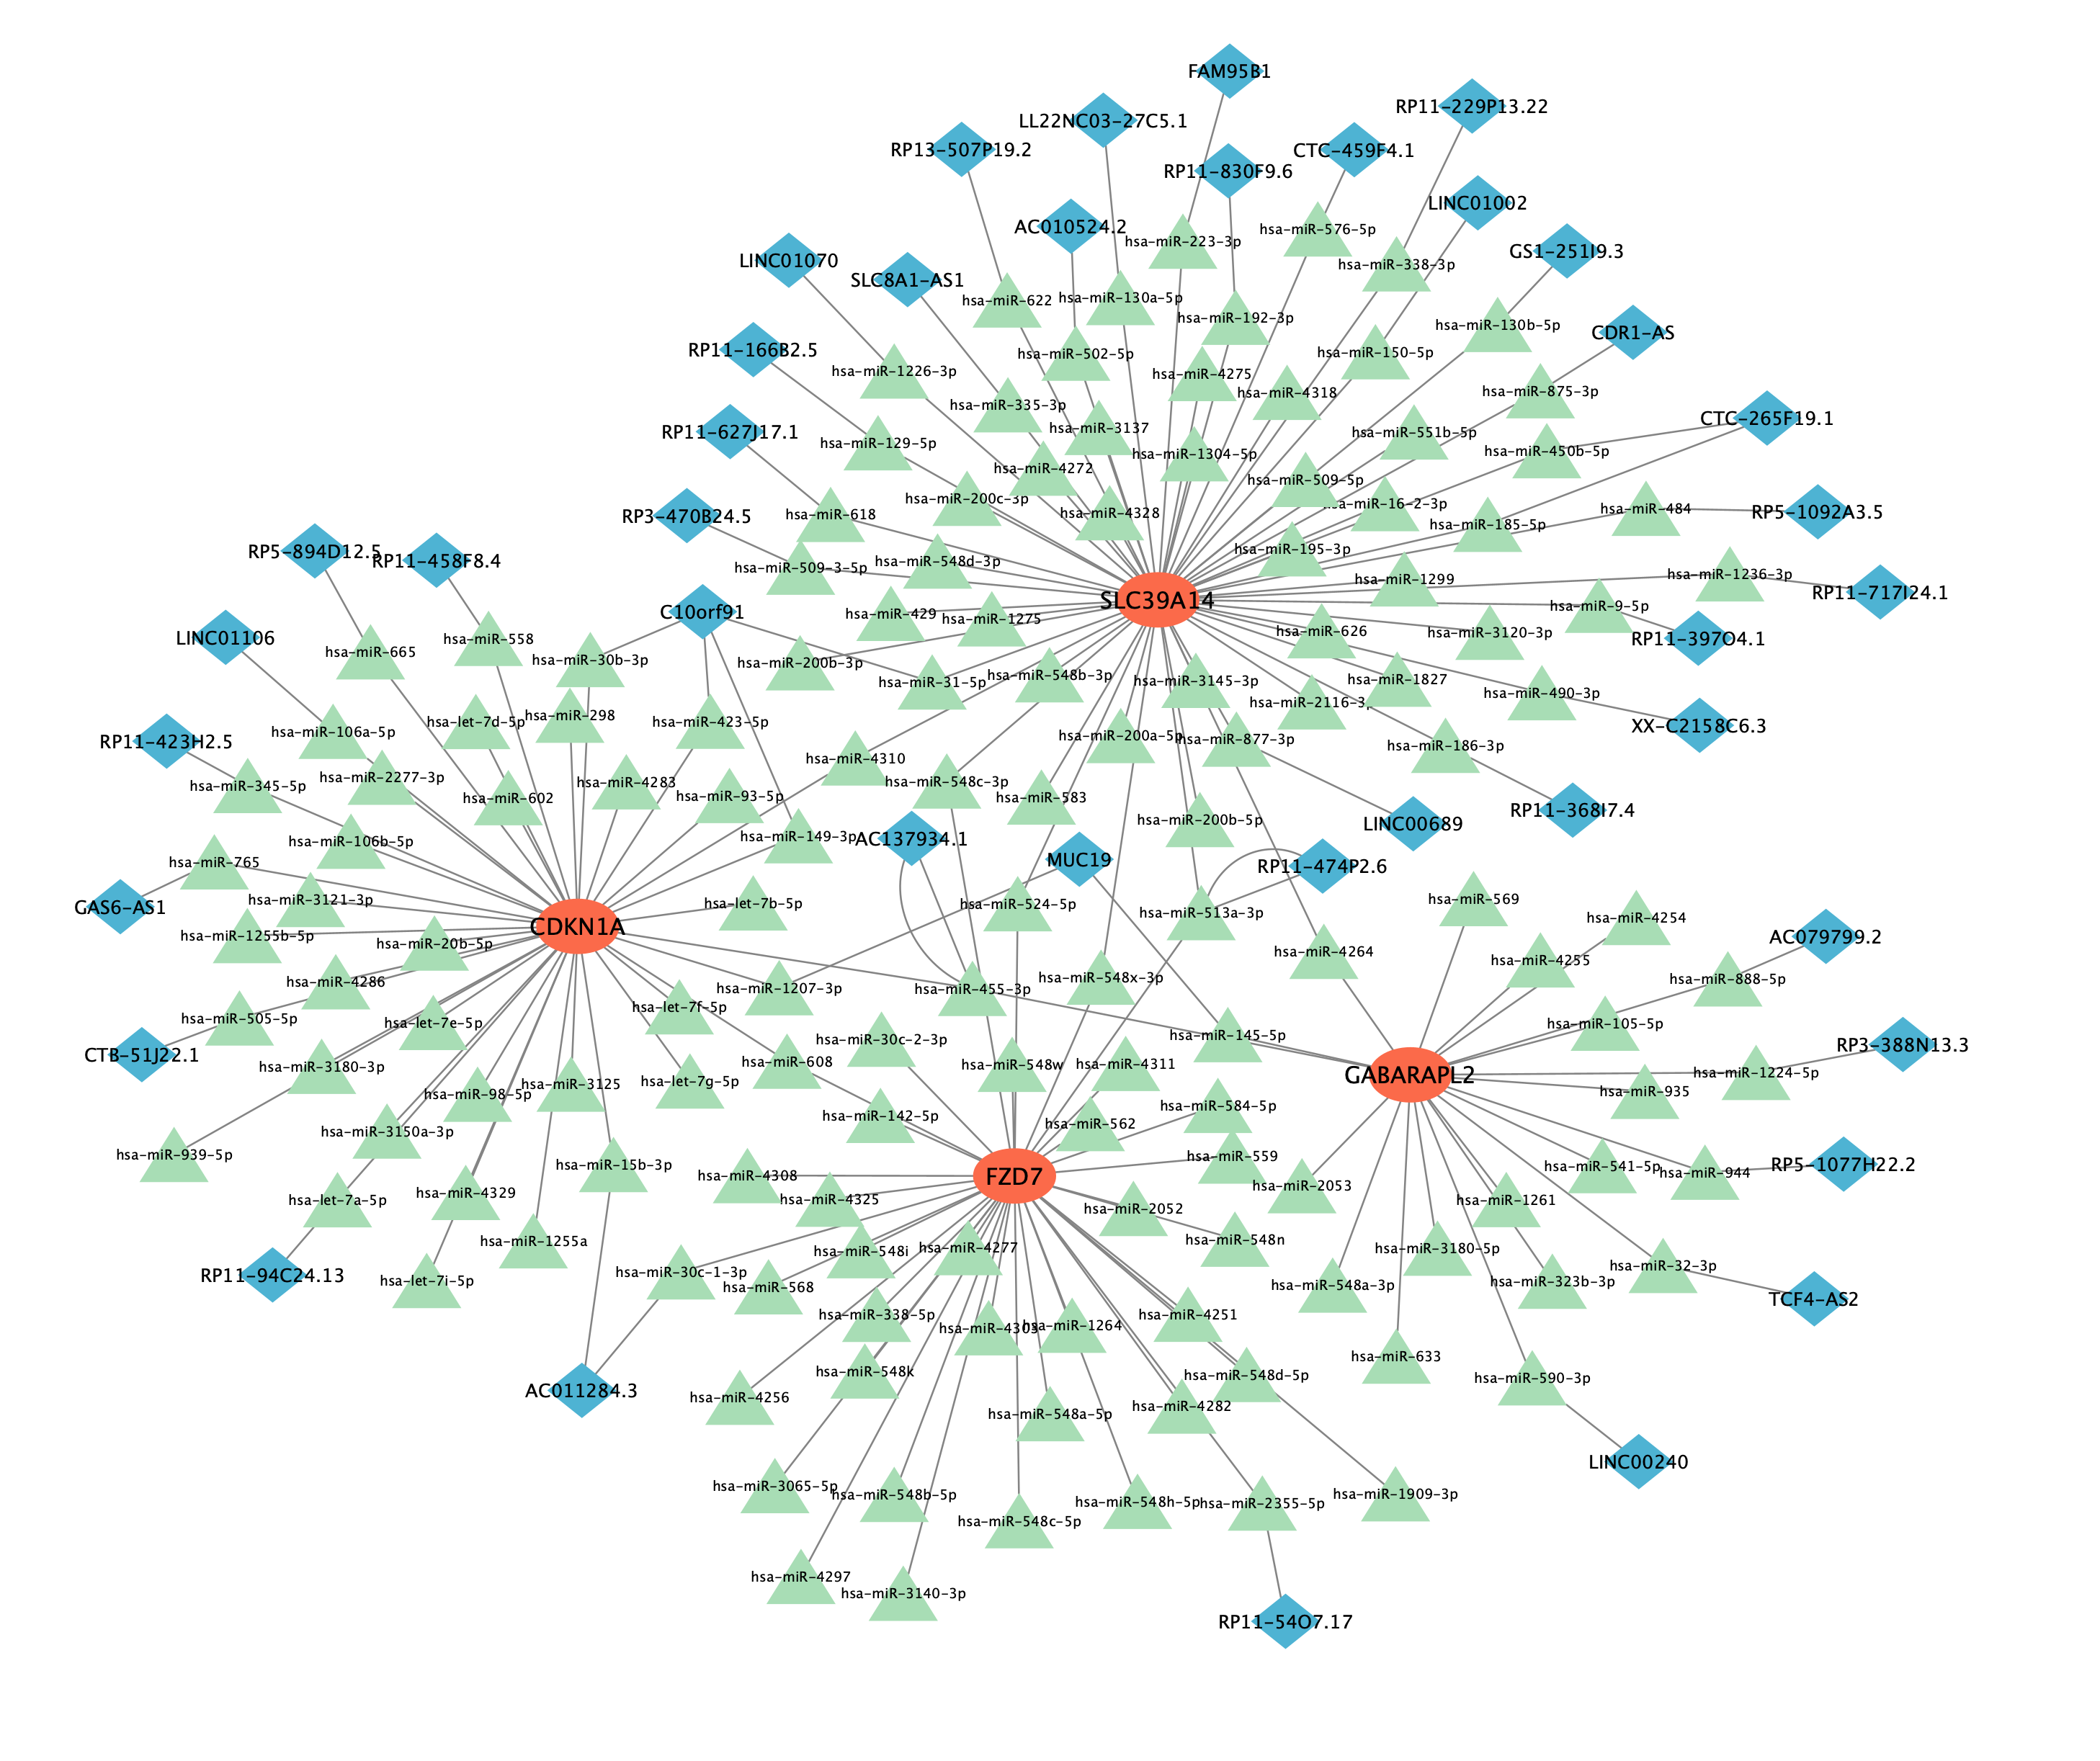 FAM95B1
RP11-229P13.22
LL22NC03-27C5.1
RP13-507P19.2
CTC-459F4.1
RP11-830F9.6
LINC01002
AC010524.2
hsa-miR-223-3p
hsa-miR-576-5p
GS1-251I9.3
LINC01070
hsa-miR-338-3p
SLC8A1-AS1
hsa-miR-622
hsa-miR-130a-5p
hsa-miR-192-3p
hsa-miR-130b-5p
CDR1-AS
RP11-166B2.5
hsa-miR-502-5p
hsa-miR-150-5p
hsa-miR-1226-3p
hsa-miR-4275
hsa-miR-4318
hsa-miR-875-3p
hsa-miR-335-3p
CTC-265F19.1
RP11-627J17.1
hsa-miR-3137
hsa-miR-551b-5p
hsa-miR-129-5p
hsa-miR-1304-5p
hsa-miR-450b-5p
hsa-miR-4272
hsa-miR-509-5p
hsa-miR-200c-3p
hsa-miR-16-2-3p
hsa-miR-484
RP5-1092A3.5
RP3-470B24.5
hsa-miR-618
hsa-miR-4328
hsa-miR-185-5p
RP5-894D12.5
RP11-458F8.4
hsa-miR-195-3p
hsa-miR-509-3-5p
hsa-miR-548d-3p
hsa-miR-1299
hsa-miR-1236-3p
RP11-717I24.1
SLC39A14
hsa-miR-9-5p
C10orf91
hsa-miR-429
hsa-miR-1275
hsa-miR-626
hsa-miR-3120-3p
RP11-397O4.1
LINC01106
hsa-miR-558
hsa-miR-665
hsa-miR-30b-3p
hsa-miR-200b-3p
hsa-miR-31-5p
hsa-miR-548b-3p
hsa-miR-3145-3p
hsa-miR-1827
hsa-miR-490-3p
hsa-miR-2116-3p
hsa-let-7d-5p
hsa-miR-298
hsa-miR-423-5p
XX-C2158C6.3
hsa-miR-106a-5p
RP11-423H2.5
hsa-miR-200a-5p
hsa-miR-877-3p
hsa-miR-186-3p
hsa-miR-4310
hsa-miR-2277-3p
hsa-miR-345-5p
hsa-miR-602
hsa-miR-4283
hsa-miR-93-5p
hsa-miR-548c-3p
hsa-miR-583
RP11-368I7.4
hsa-miR-200b-5p
LINC00689
hsa-miR-106b-5p
hsa-miR-149-3p
AC137934.1
MUC19
RP11-474P2.6
hsa-miR-765
hsa-miR-3121-3p
GAS6-AS1
hsa-let-7b-5p
hsa-miR-524-5p
hsa-miR-513a-3p
hsa-miR-569
hsa-miR-4254
CDKN1A
hsa-miR-1255b-5p
hsa-miR-20b-5p
AC079799.2
hsa-miR-4264
hsa-miR-4255
hsa-miR-4286
hsa-miR-1207-3p
hsa-miR-455-3p
hsa-miR-548x-3p
hsa-miR-888-5p
hsa-miR-505-5p
hsa-let-7e-5p
hsa-let-7f-5p
hsa-miR-105-5p
hsa-miR-145-5p
RP3-388N13.3
CTB-51J22.1
hsa-miR-3180-3p
hsa-miR-608
hsa-miR-30c-2-3p
hsa-miR-548w
hsa-miR-4311
GABARAPL2
hsa-miR-1224-5p
hsa-miR-98-5p
hsa-miR-3125
hsa-let-7g-5p
hsa-miR-935
hsa-miR-584-5p
hsa-miR-142-5p
hsa-miR-562
hsa-miR-3150a-3p
hsa-miR-939-5p
hsa-miR-15b-3p
hsa-miR-559
hsa-miR-541-5p
hsa-miR-944
RP5-1077H22.2
hsa-miR-4308
FZD7
hsa-miR-2053
hsa-let-7a-5p
hsa-miR-4329
hsa-miR-4325
hsa-miR-2052
hsa-miR-1261
hsa-miR-1255a
hsa-miR-548i
hsa-miR-4277
hsa-miR-548n
hsa-miR-3180-5p
RP11-94C24.13
hsa-let-7i-5p
hsa-miR-30c-1-3p
hsa-miR-568
hsa-miR-548a-3p
hsa-miR-323b-3p
hsa-miR-32-3p
TCF4-AS2
hsa-miR-338-5p
hsa-miR-4303
hsa-miR-1264
hsa-miR-4251
hsa-miR-633
hsa-miR-548k
hsa-miR-548d-5p
hsa-miR-590-3p
AC011284.3
hsa-miR-4256
hsa-miR-548a-5p
hsa-miR-4282
LINC00240
hsa-miR-3065-5p
hsa-miR-548b-5p
hsa-miR-548c-5p
hsa-miR-548h-5p
hsa-miR-2355-5p
hsa-miR-1909-3p
hsa-miR-4297
hsa-miR-3140-3p
RP11-54O7.17